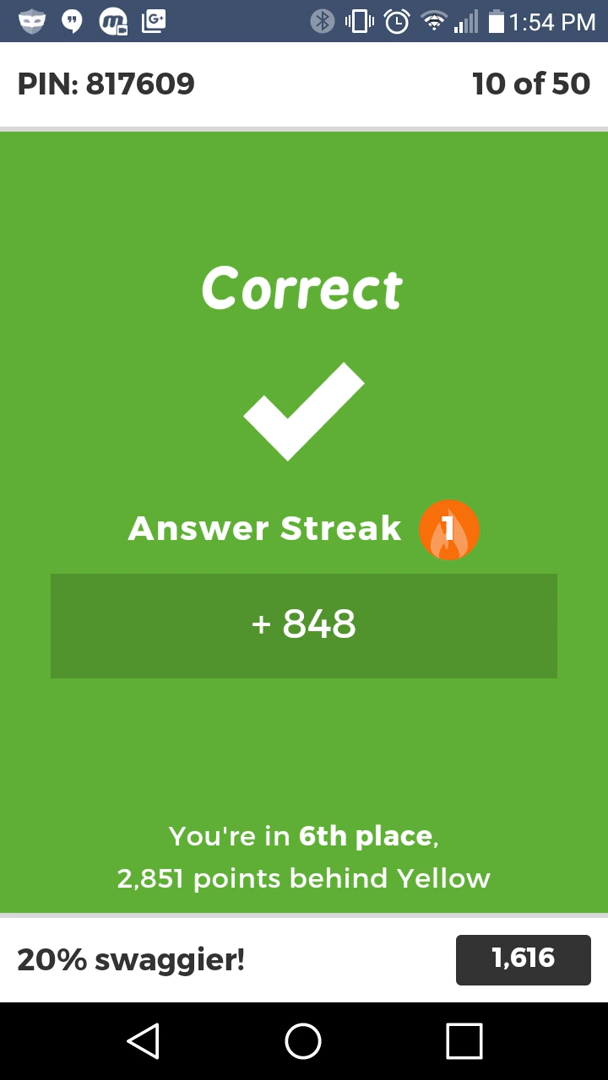 1:54 PM
PIN: 817609 10 of 50
Correct
Answer Streak 1
+ 848
You're in 6th place,
2,851 points behind Yellow
20% swaggier! 1,616